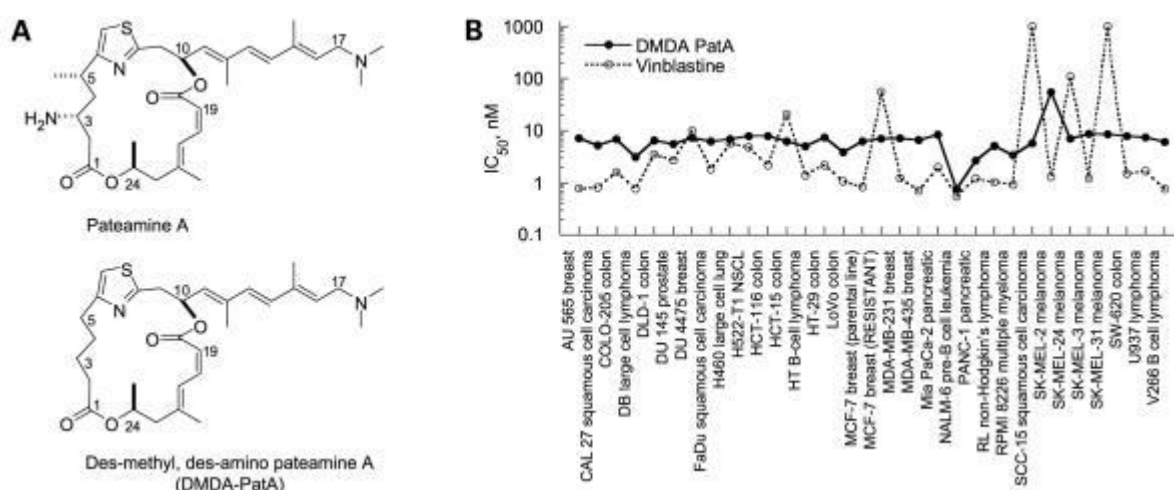 A
S
N
10
17
N
O
5
O
19
H₂N
3
1
O
O
24
Pateamine A
S
N
10
17
N
5
O
O
19
3
1
O
O
24
Des-methyl, des-amino pateamine A
(DMDA-PatA)
B
DMDA PatA
Vinblastine
IC₅₀, nM
1000
100
10
1
0.1
AU 565 breast
CAL 27 squamous cell carcinoma
COLO-205 colon
DB large cell lymphoma
DLD-1 colon
DU 145 prostate
DU 4475 breast
FaDu squamous cell carcinoma
H460 large cell lung
H522-T1 NSCL
HCT-116 colon
HCT-15 colon
HT B-cell lymphoma
HT-29 colon
LoVo colon
MCF-7 breast (parental line)
MCF-7 breast (RESISTANT)
MDA-MB-231 breast
MDA-MB-435 breast
Mia PaCa-2 pancreatic
NALM-6 pre-B cell leukemia
PANC-1 pancreatic
RL non-Hodgkin's lymphoma
RPMI 8226 multiple myeloma
SCC-15 squamous cell carcinoma
SK-MEL-2 melanoma
SK-MEL-24 melanoma
SK-MEL-3 melanoma
SK-MEL-31 melanoma
SW-620 colon
U937 lymphoma
V266 B cell lymphoma